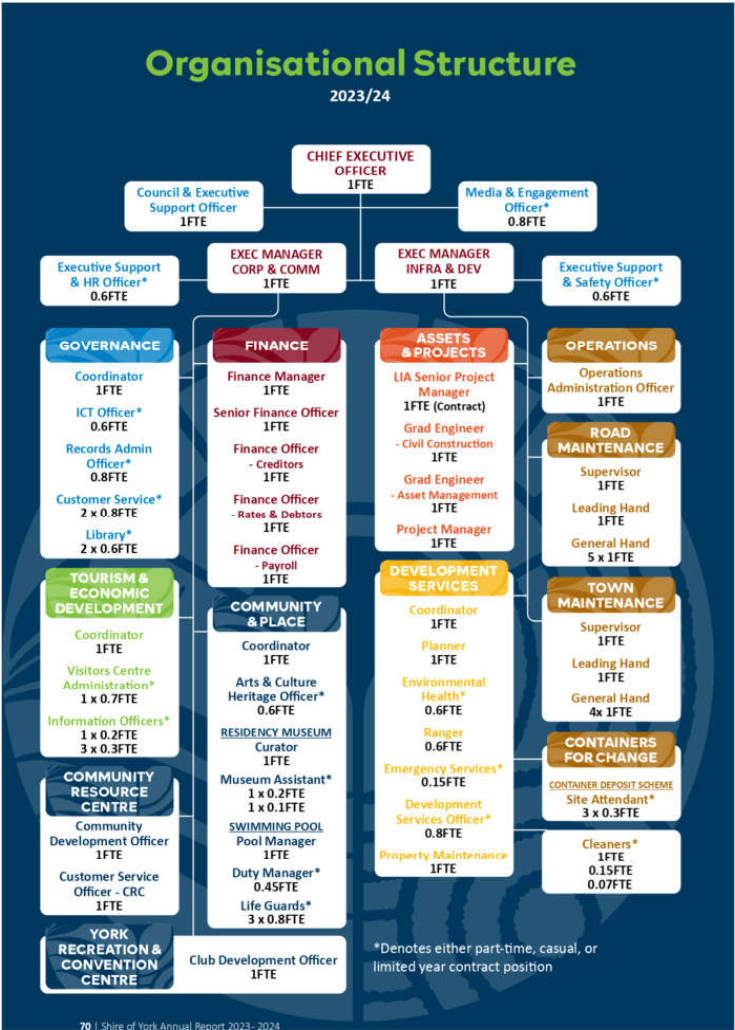 Organisational Structure
2023/24
CHIEF EXECUTIVE
OFFICER
1FTE
Council & Executive
Support Officer
1FTE
Media & Engagement
Officer*
0.8FTE
Executive Support
& HR Officer*
0.6FTE
EXEC MANAGER
CORP & COMM
1FTE
EXEC MANAGER
INFRA & DEV
1FTE
Executive Support
& Safety Officer*
0.6FTE
GOVERNANCE
Coordinator
1FTE
ICT Officer*
0.6FTE
Records Admin
Officer*
0.8FTE
Customer Service*
2 x 0.8FTE
Library*
2 x 0.6FTE
FINANCE
Finance Manager
1FTE
Senior Finance Officer
1FTE
Finance Officer
- Creditors
1FTE
Finance Officer
- Rates & Debtors
1FTE
Finance Officer
- Payroll
1FTE
ASSETS
& PROJECTS
LIA Senior Project
Manager
1FTE (Contract)
Grad Engineer
- Civil Construction
1FTE
Grad Engineer
- Asset Management
1FTE
Project Manager
1FTE
OPERATIONS
Operations
Administration Officer
1FTE
ROAD
MAINTENANCE
Supervisor
1FTE
Leading Hand
1FTE
General Hand
5 x 1FTE
TOURISM &
ECONOMIC
DEVELOPMENT
Coordinator
1FTE
Visitors Centre
Administration*
1 x 0.7FTE
Information Officers*
1 x 0.2FTE
3 x 0.3FTE
COMMUNITY
& PLACE
Coordinator
1FTE
Arts & Culture
Heritage Officer*
0.6FTE
RESIDENCY MUSEUM
Curator
1FTE
Museum Assistant*
1 x 0.2FTE
1 x 0.1FTE
SWIMMING POOL
Pool Manager
1FTE
Duty Manager*
0.45FTE
Life Guards*
3 x 0.8FTE
DEVELOPMENT
SERVICES
Coordinator
1FTE
Planner
1FTE
Environmental
Health*
0.6FTE
Ranger
0.6FTE
Emergency Services*
0.15FTE
Development
Services Officer*
0.8FTE
Property Maintenance
1FTE
TOWN
MAINTENANCE
Supervisor
1FTE
Leading Hand
1FTE
General Hand
4x 1FTE
CONTAINERS
FOR CHANGE
CONTAINER DEPOSIT SCHEME
Site Attendant*
3 x 0.3FTE
Cleaners*
1FTE
0.15FTE
0.07FTE
COMMUNITY
RESOURCE
CENTRE
Community
Development Officer
1FTE
Customer Service
Officer - CRC
1FTE
YORK
RECREATION &
CONVENTION
CENTRE
Club Development Officer
1FTE
*Denotes either part-time, casual, or
limited year contract position
70 | Shire of York Annual Report 2023 - 2024